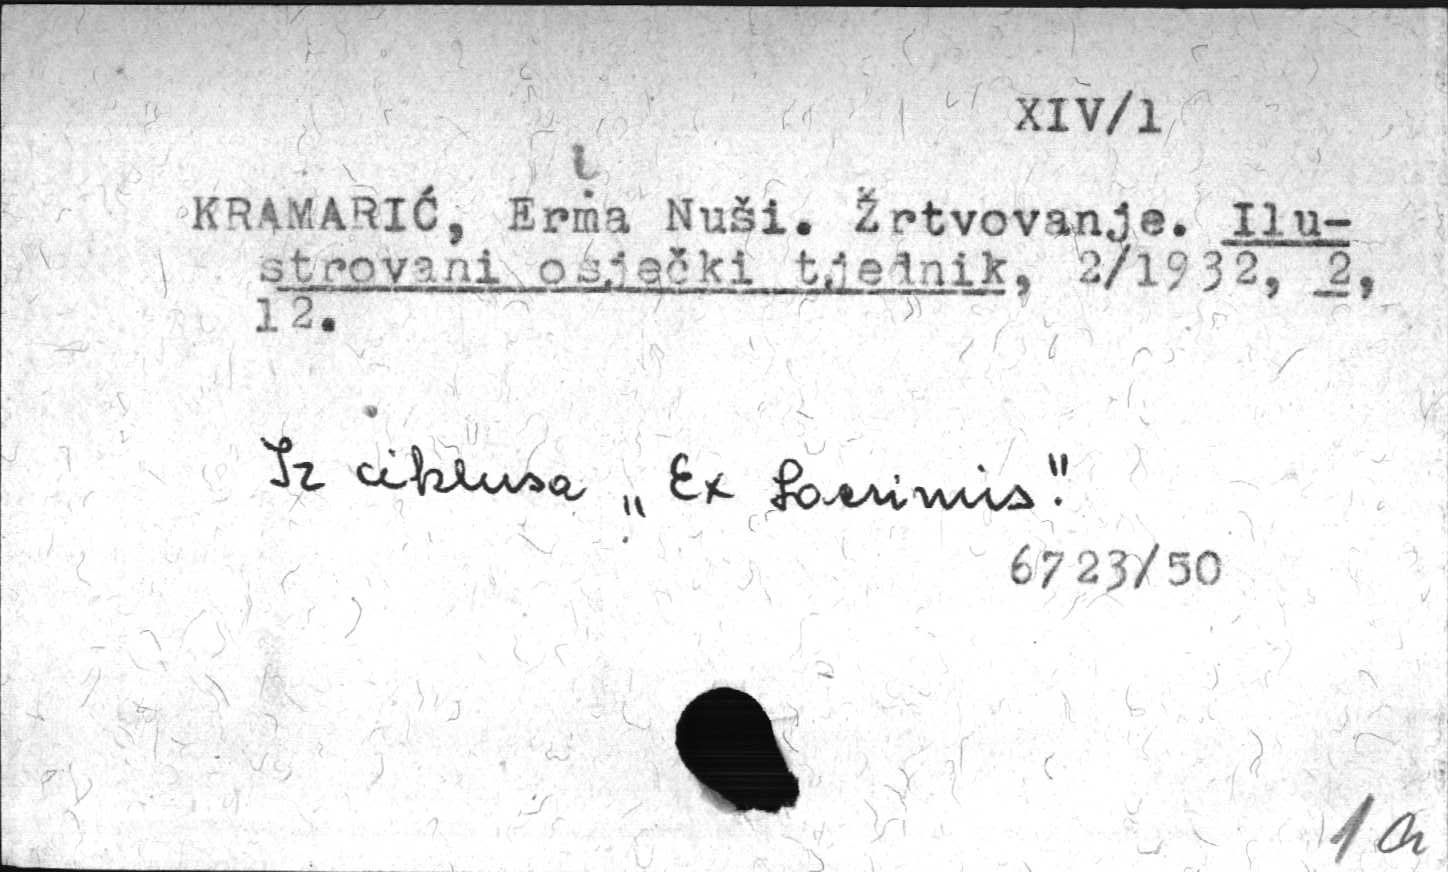 XIV/1
KRAMARIĆ, Erma Nuši. Žrtvovanje. Ilu-
strovani osječki tjednik, 2/1932, 2,
12.
Iz ciklusa „Ex Lacrimis".
6723/50
1a